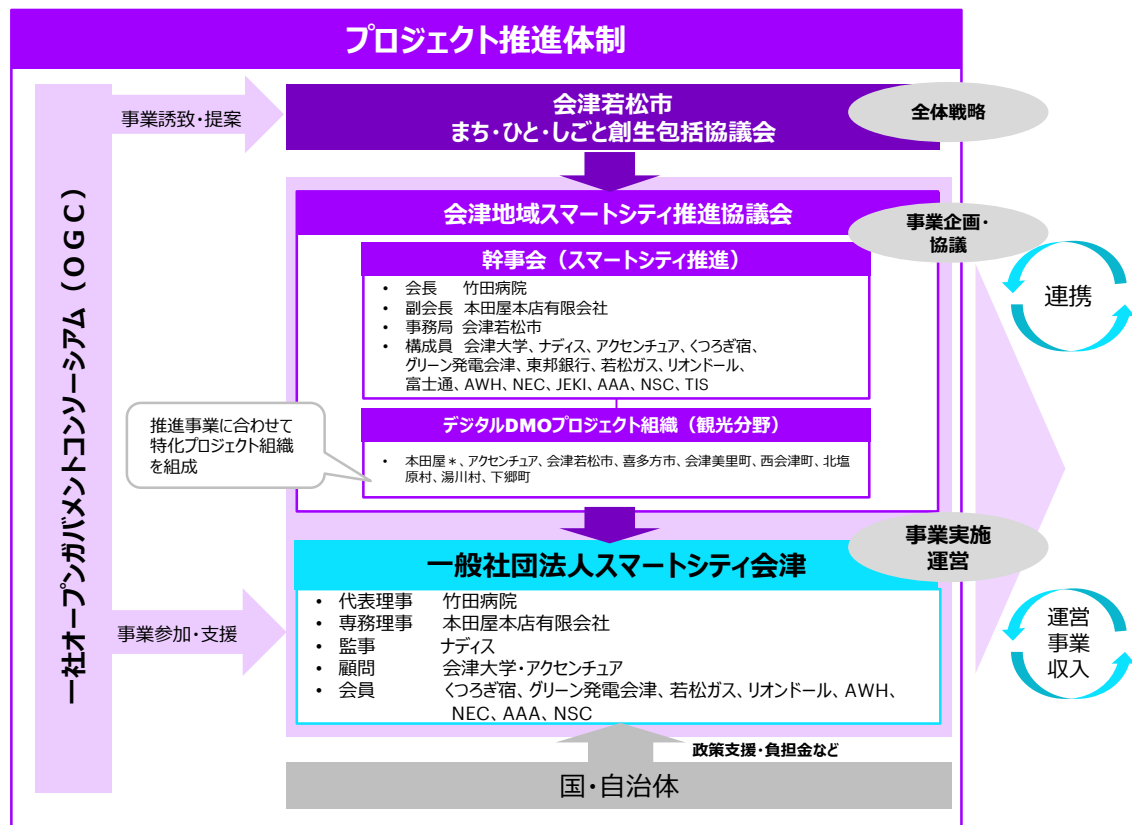 プロジェクト推進体制
一社オープンガバメントコンソーシアム（OGC）
事業誘致・提案
会津若松市
まち・ひと・しごと創生包括協議会
全体戦略
会津地域スマートシティ推進協議会
事業企画・
協議
幹事会（スマートシティ推進）
• 会長　竹田病院
• 副会長 本田屋本店有限会社
• 事務局 会津若松市
• 構成員 会津大学、ナディス、アクセンチュア、くつろぎ宿、
グリーン発電会津、東邦銀行、若松ガス、リオンドール、
富士通、AWH、NEC、JEKI、AAA、NSC、TIS
連携
推進事業に合わせて
特化プロジェクト組織
を組成
デジタルDMOプロジェクト組織（観光分野）
• 本田屋＊、アクセンチュア、会津若松市、喜多方市、会津美里町、西会津町、北塩
原村、湯川村、下郷町
事業実施
運営
一般社団法人スマートシティ会津
• 代表理事　竹田病院
• 専務理事　本田屋本店有限会社
• 監事　ナディス
• 顧問　会津大学・アクセンチュア
• 会員　くつろぎ宿、グリーン発電会津、若松ガス、リオンドール、AWH、
NEC、AAA、NSC
事業参加・支援
運営
事業
収入
政策支援・負担金など
国・自治体